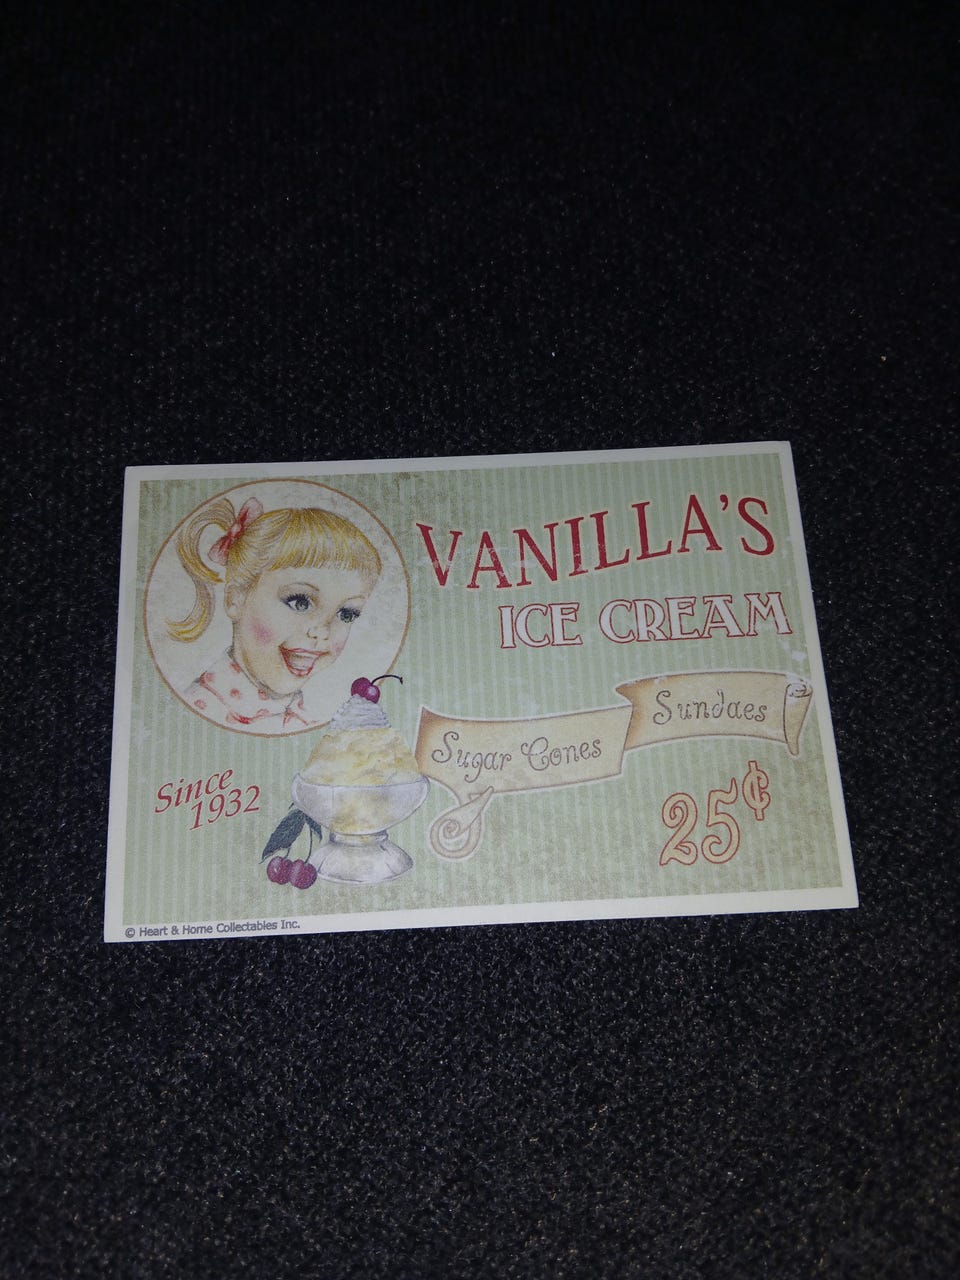 VANILLA'S
ICE CREAM
Sugar Cones
Sundaes
Since
1932
25¢
© Heart & Home Collectables Inc.